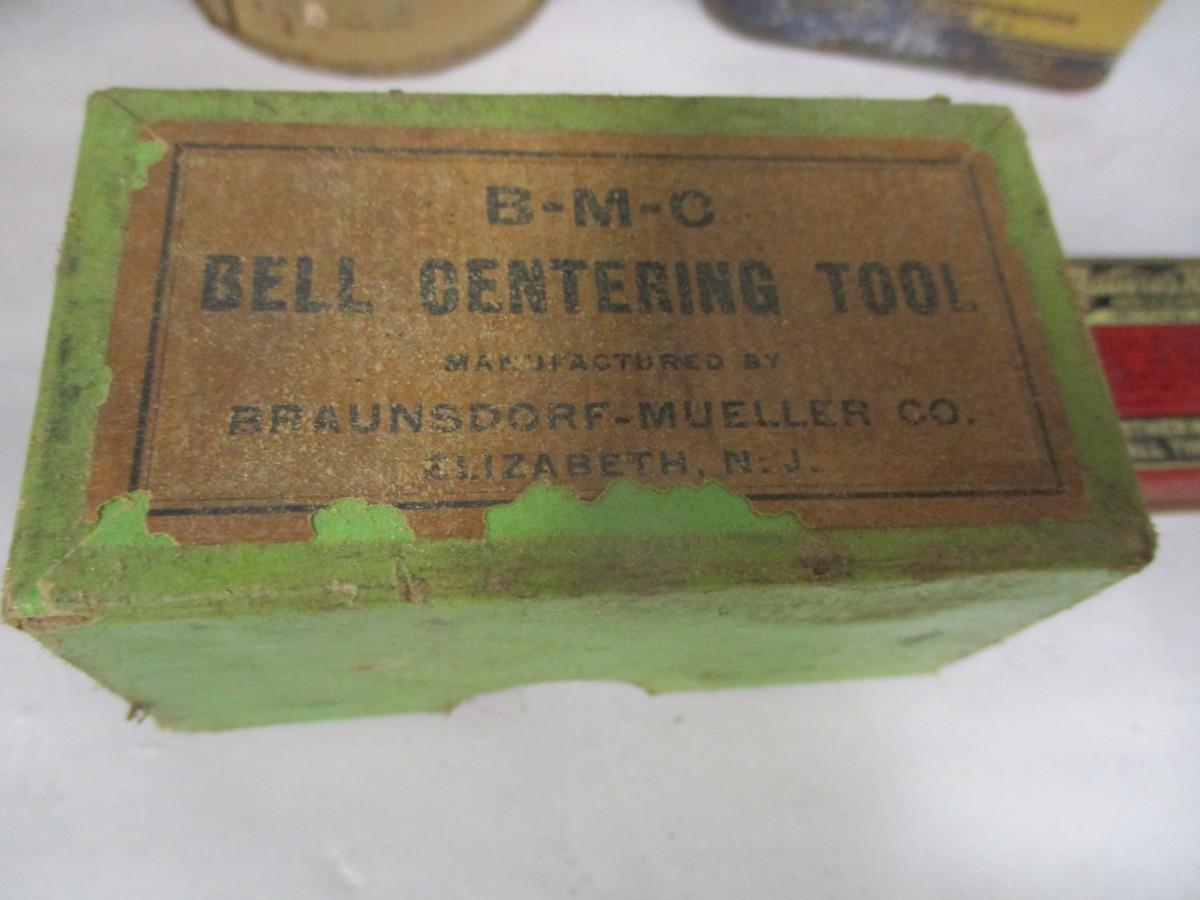 B-M-C
BELL CENTERING TOOL
MANUFACTURED BY
BRAUNSDORF-MUELLER CO.
ELIZABETH, N. J.